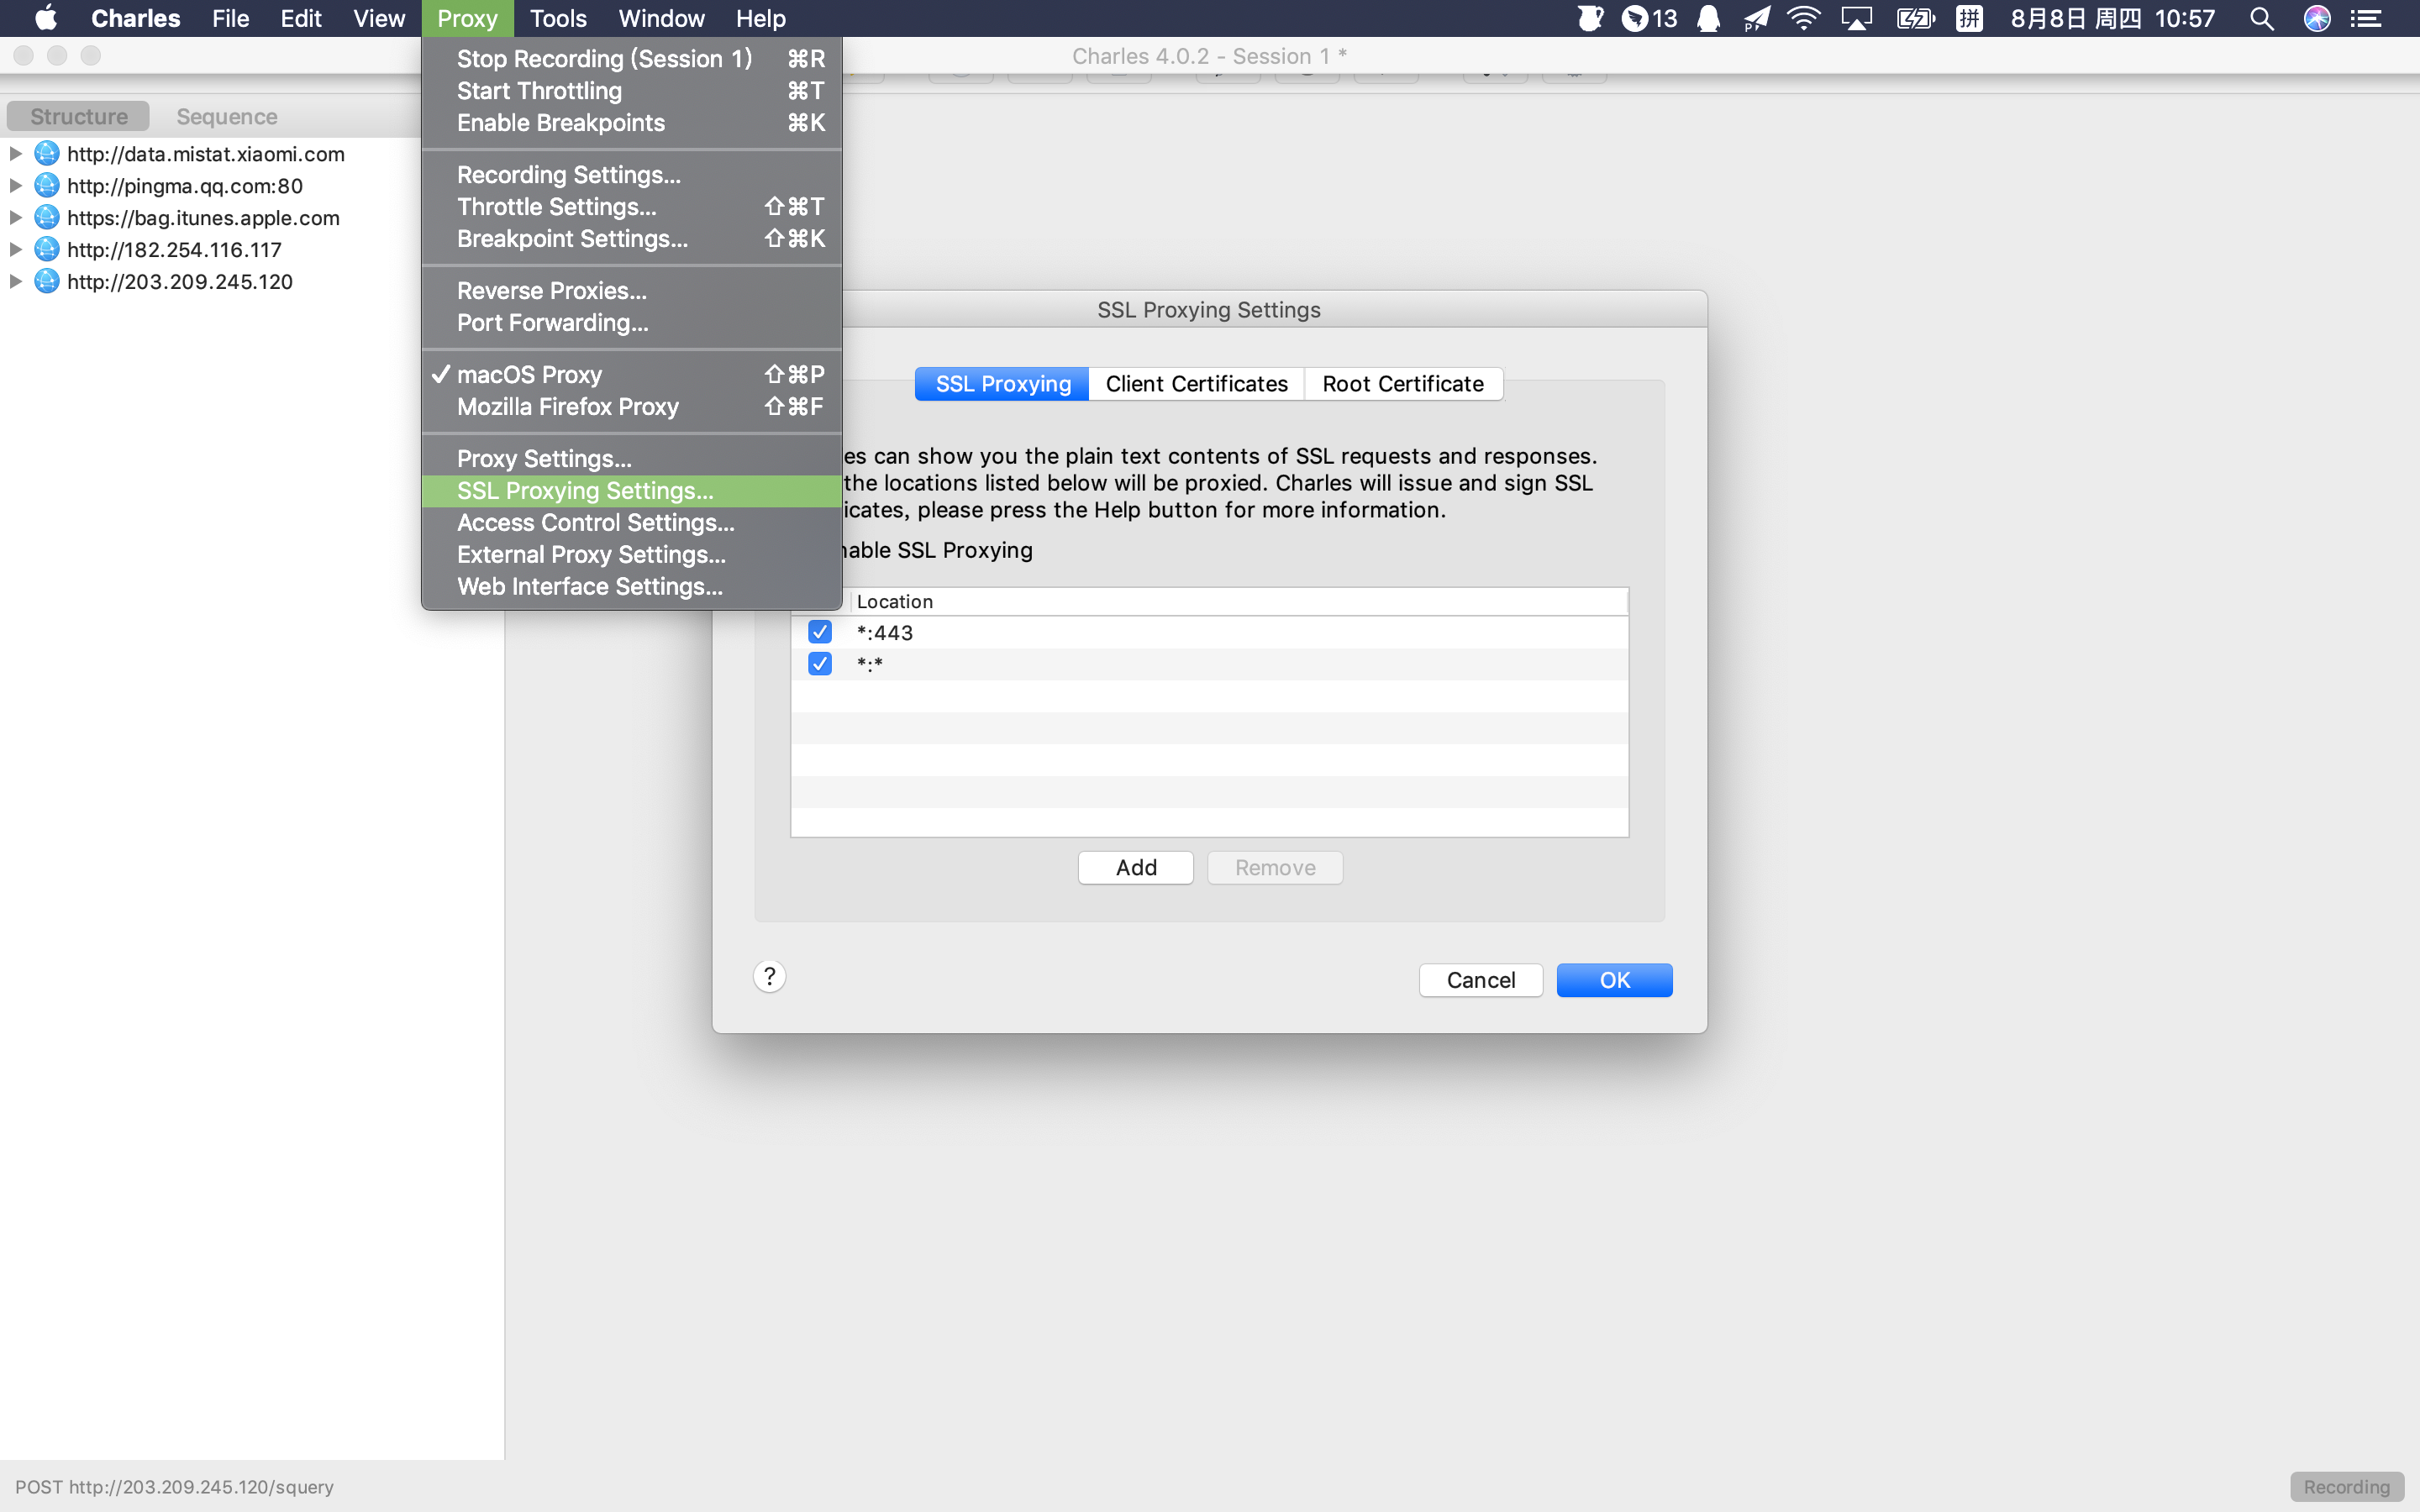 Charles File Edit View Proxy Tools Window Help 13 拼 8月8日 周四 10:57
Charles 4.0.2 - Session 1 *
Structure Sequence
http://data.mistat.xiaomi.com
http://pingma.qq.com:80
https://bag.itunes.apple.com
http://182.254.116.117
http://203.209.245.120
Stop Recording (Session 1) ⌘R
Start Throttling ⌘T
Enable Breakpoints ⌘K
Recording Settings...
Throttle Settings... ⇧⌘T
Breakpoint Settings... ⇧⌘K
Reverse Proxies...
Port Forwarding...
✓ macOS Proxy ⇧⌘P
Mozilla Firefox Proxy ⇧⌘F
Proxy Settings...
SSL Proxying Settings...
Access Control Settings...
External Proxy Settings...
Web Interface Settings...
SSL Proxying Settings
SSL Proxying Client Certificates Root Certificate
es can show you the plain text contents of SSL requests and responses.
the locations listed below will be proxied. Charles will issue and sign SSL
icates, please press the Help button for more information.
nable SSL Proxying
Location
*:443
*:*
Add Remove
? Cancel OK
POST http://203.209.245.120/squery Recording